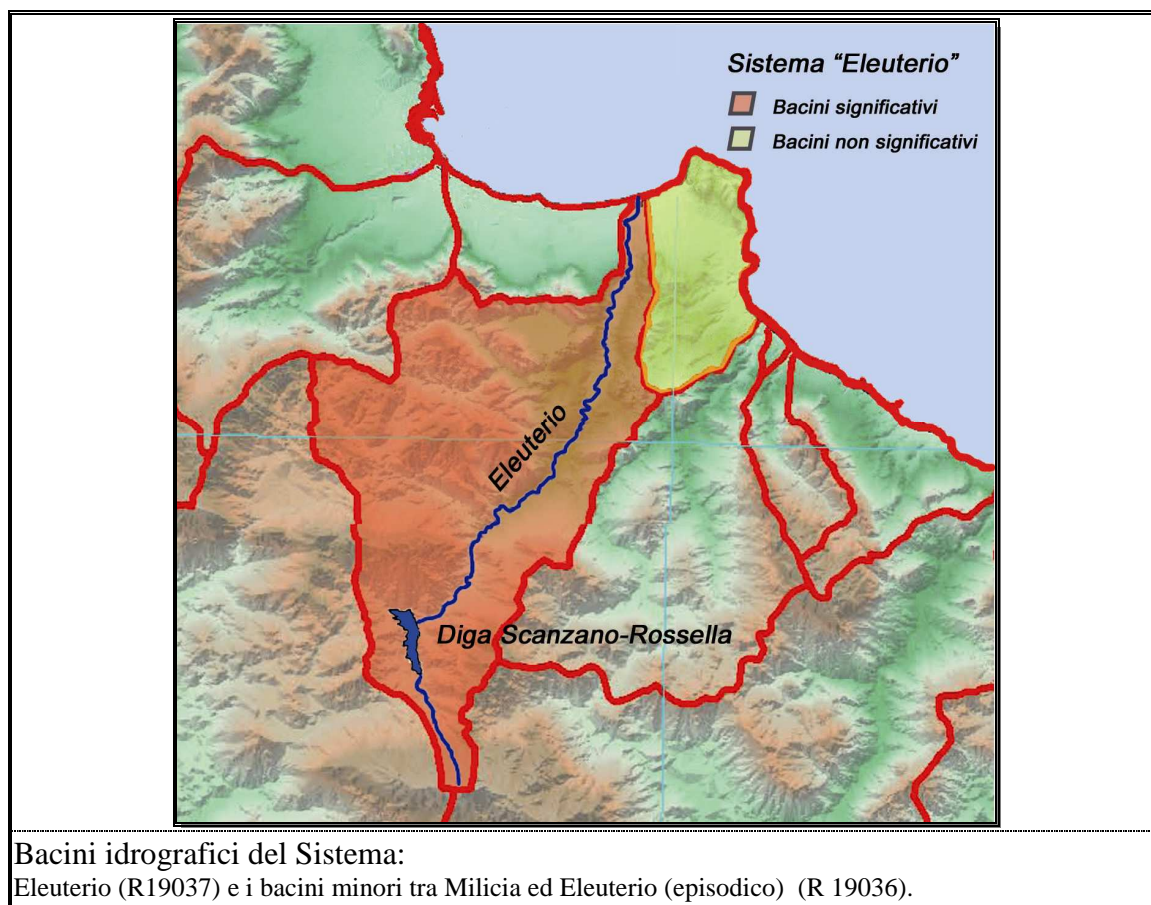 Sistema “Eleuterio”
Bacini significativi
Bacini non significativi
Eleuterio
Diga Scanzano-Rossella
Bacini idrografici del Sistema:
Eleuterio (R19037) e i bacini minori tra Milicia ed Eleuterio (episodico) (R 19036).